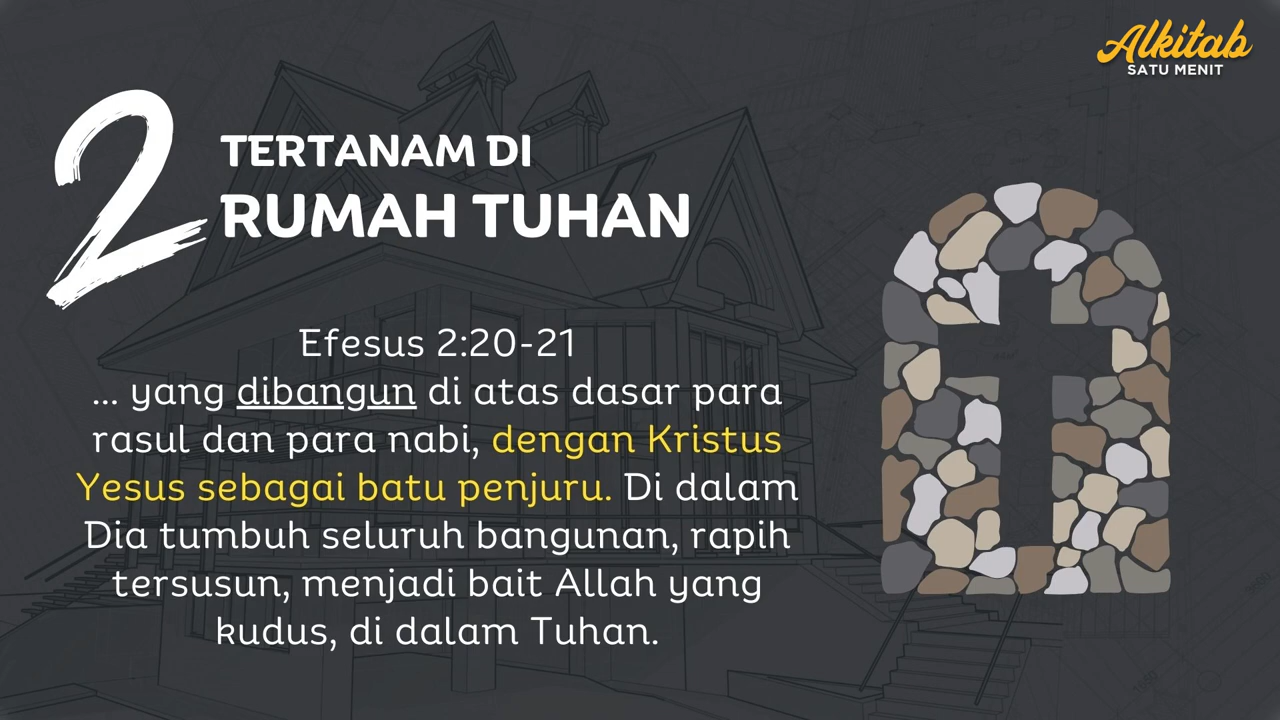 Alkitab
SATU MENIT
2
TERTANAM DI
RUMAH TUHAN
Efesus 2:20-21
... yang dibangun di atas dasar para
rasul dan para nabi, dengan Kristus
Yesus sebagai batu penjuru. Di dalam
Dia tumbuh seluruh bangunan, rapih
tersusun, menjadi bait Allah yang
kudus, di dalam Tuhan.